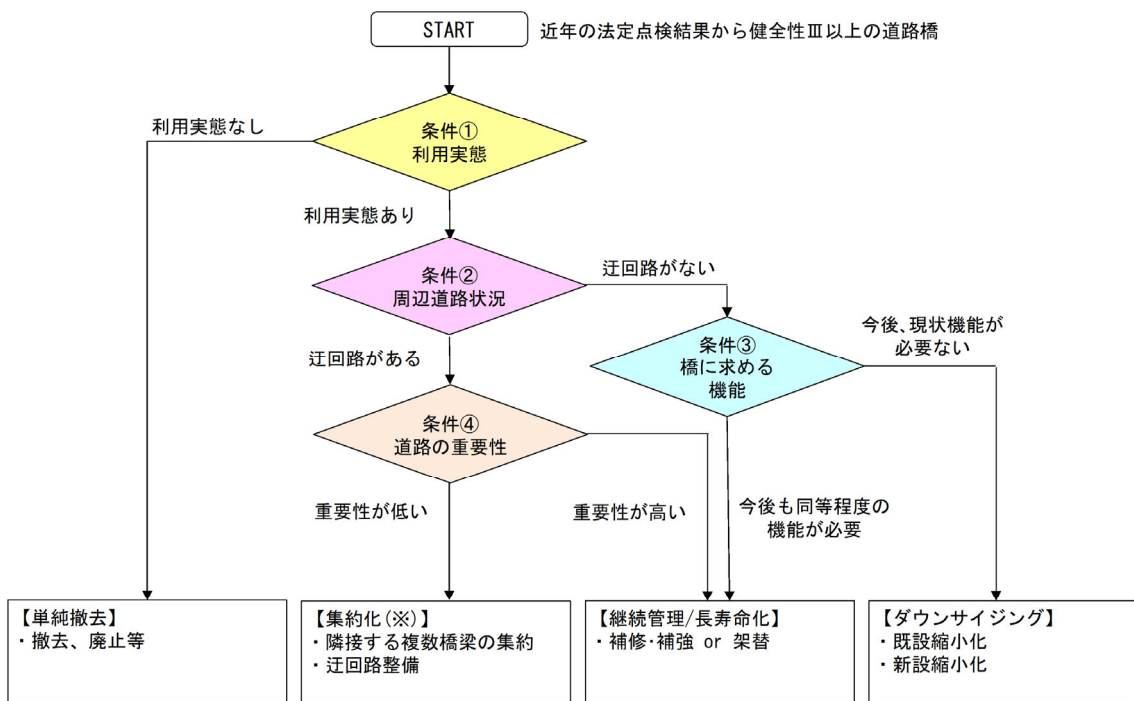 START
近年の法定点検結果から健全性Ⅲ以上の道路橋
利用実態なし
条件①
利用実態
利用実態あり
条件②
周辺道路状況
迂回路がない
迂回路がある
条件③
橋に求める
機能
今後、現状機能が
必要ない
条件④
道路の重要性
重要性が低い
重要性が高い
今後も同等程度の
機能が必要
【単純撤去】
・撤去、廃止等
【集約化(※)】
・隣接する複数橋梁の集約
・迂回路整備
【継続管理/長寿命化】
・補修・補強 or 架替
【ダウンサイジング】
・既設縮小化
・新設縮小化